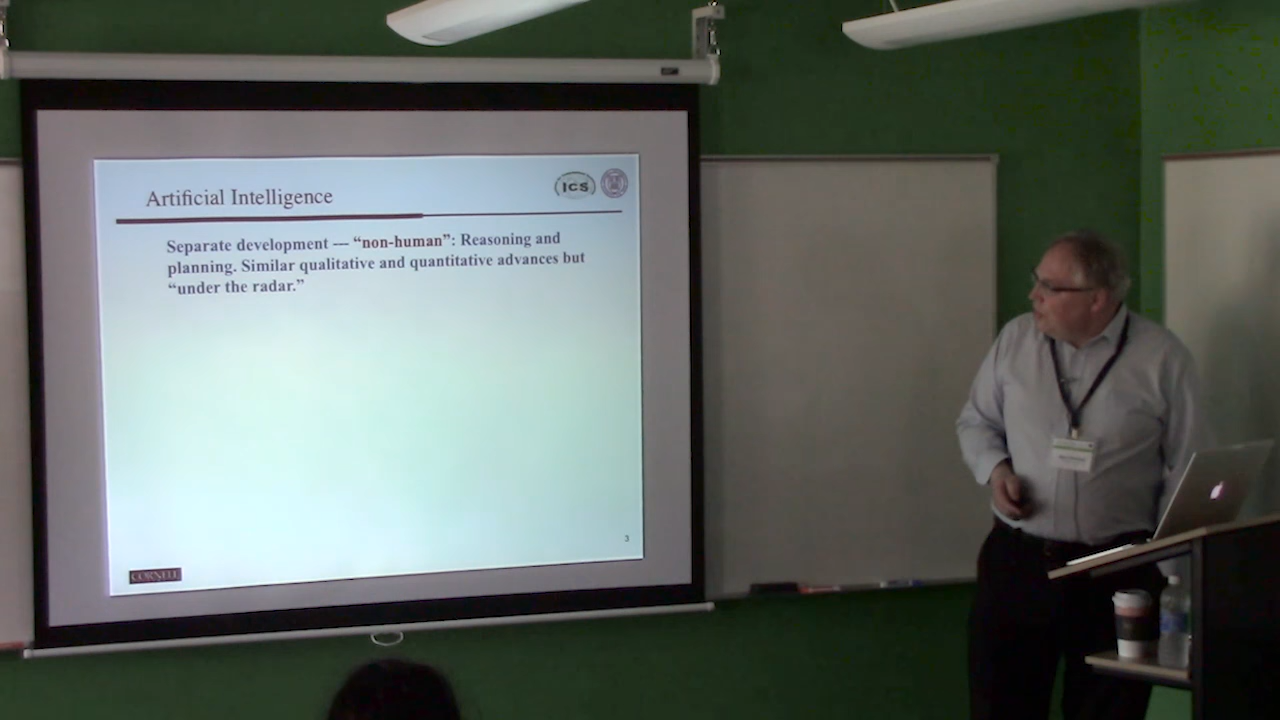 Artificial Intelligence
ICS
Separate development --- “non-human”: Reasoning and
planning. Similar qualitative and quantitative advances but
“under the radar.”
3
CORNELL